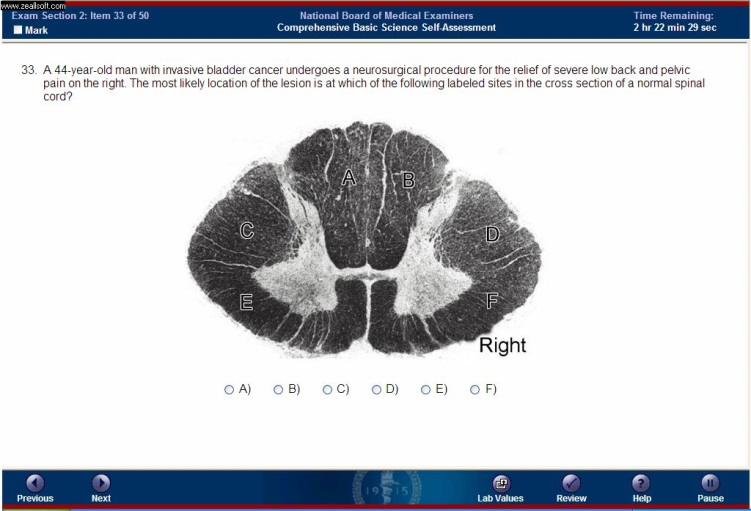 www.zeallsoft.com
Exam Section 2: Item 33 of 50
National Board of Medical Examiners
Time Remaining:
Mark
Comprehensive Basic Science Self-Assessment
2 hr 22 min 29 sec
33. A 44-year-old man with invasive bladder cancer undergoes a neurosurgical procedure for the relief of severe low back and pelvic
pain on the right. The most likely location of the lesion is at which of the following labeled sites in the cross section of a normal spinal
cord?
A
B
C
D
E
F
Right
A) B) C) D) E) F)
1915
Previous
Next
Lab Values
Review
Help
Pause